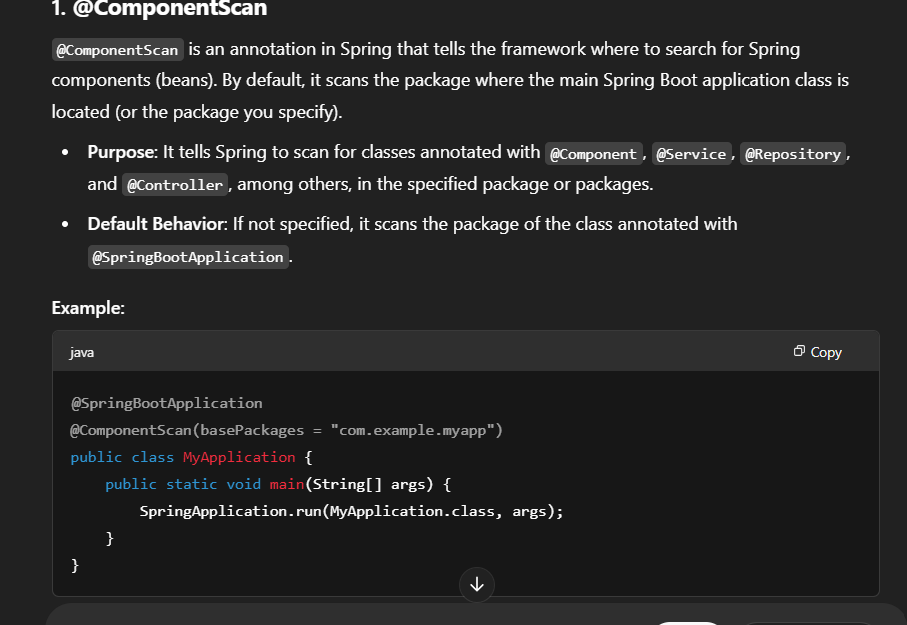 1. @ComponentScan
@ComponentScan is an annotation in Spring that tells the framework where to search for Spring
components (beans). By default, it scans the package where the main Spring Boot application class is
located (or the package you specify).
• Purpose: It tells Spring to scan for classes annotated with @Component, @Service, @Repository,
and @Controller, among others, in the specified package or packages.
• Default Behavior: If not specified, it scans the package of the class annotated with
@SpringBootApplication.
Example:
java
Copy
@SpringBootApplication
@ComponentScan(basePackages = "com.example.myapp")
public class MyApplication {
    public static void main(String[] args) {
        SpringApplication.run(MyApplication.class, args);
    }
}